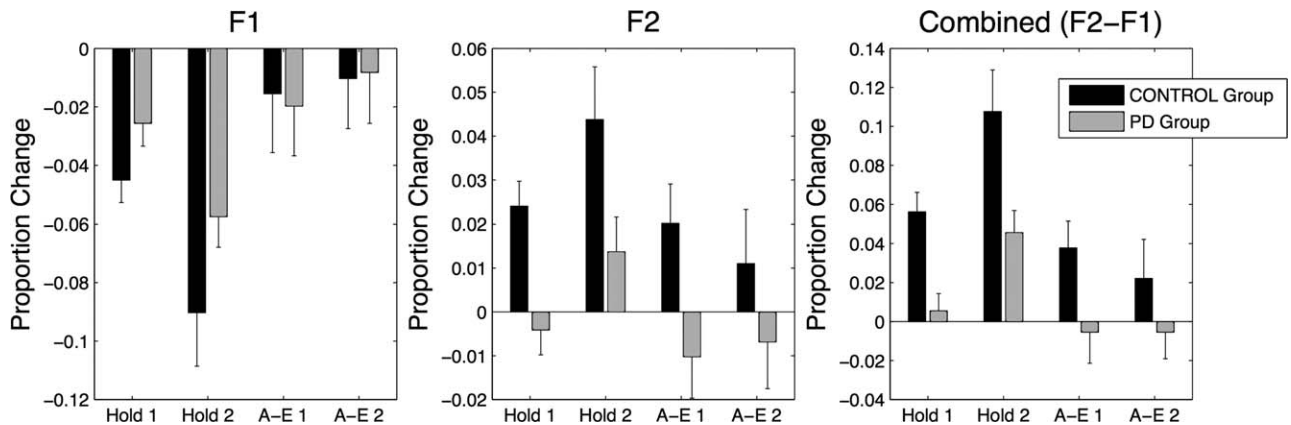 F1
Proportion Change
0
−0.02
−0.04
−0.06
−0.08
−0.1
−0.12
Hold 1 Hold 2 A−E 1 A−E 2
F2
Proportion Change
0.06
0.05
0.04
0.03
0.02
0.01
0
−0.01
−0.02
Hold 1 Hold 2 A−E 1 A−E 2
Combined (F2−F1)
Proportion Change
0.14
0.12
0.1
0.08
0.06
0.04
0.02
0
−0.02
−0.04
Hold 1 Hold 2 A−E 1 A−E 2
CONTROL Group
PD Group